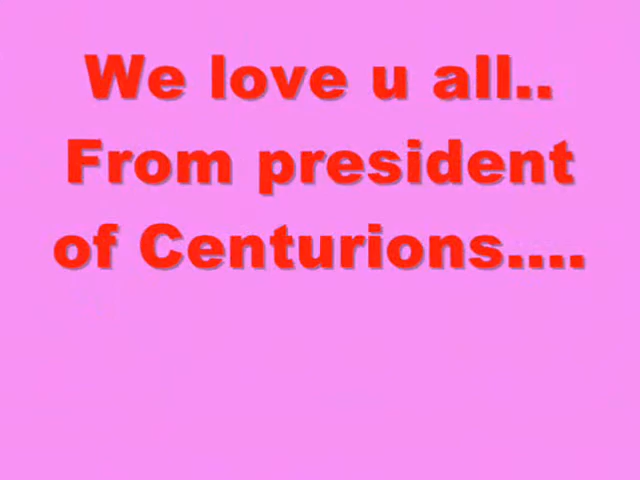 We love u all..
From president
of Centurions....